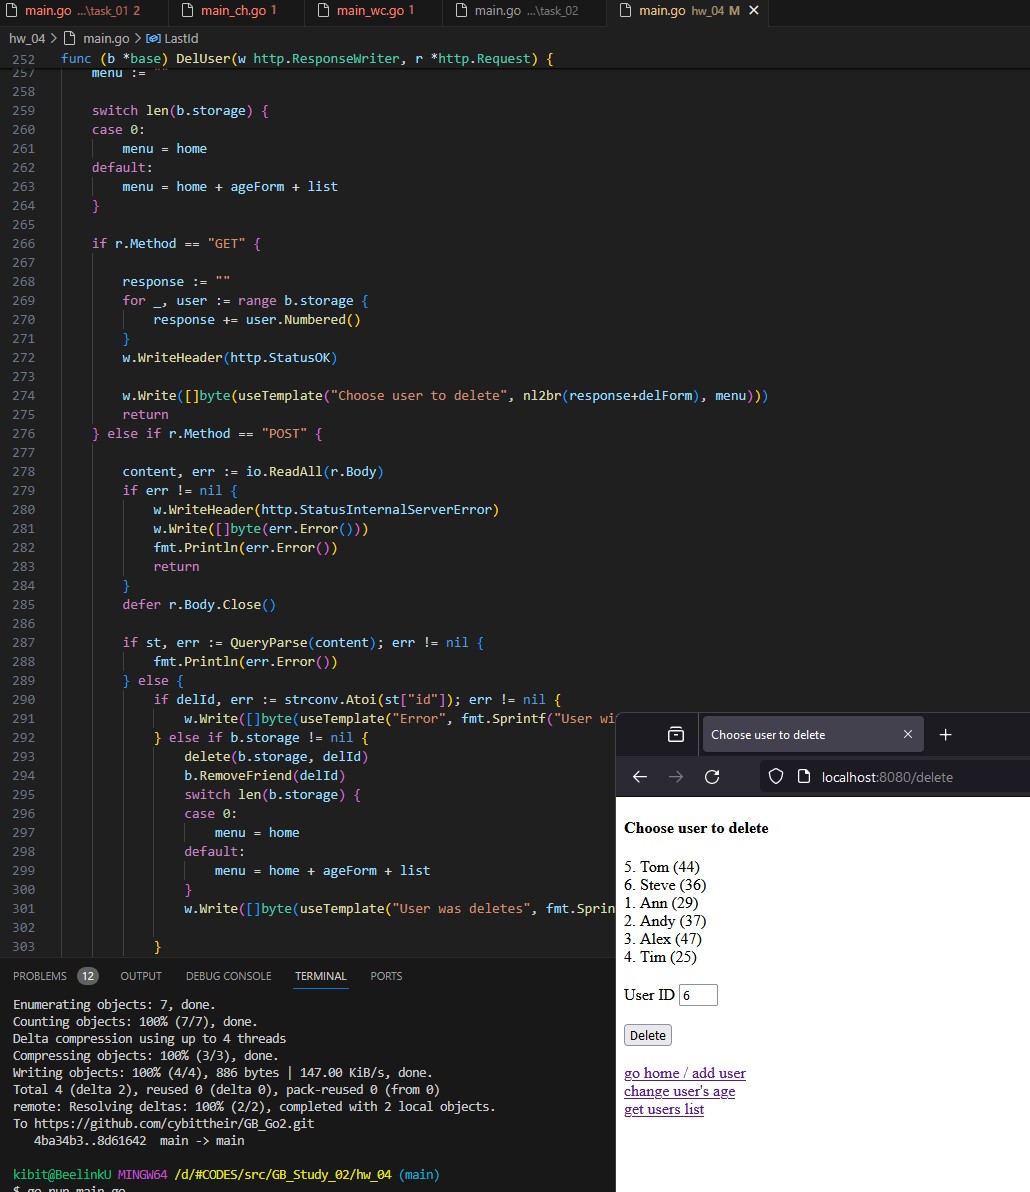 main.go ...\task_01 2 main_ch.go 1 main_wc.go 1 main.go ...\task_02 main.go hw_04 M
hw_04 > main.go > LastId
252 func (b *base) DelUser(w http.ResponseWriter, r *http.Request) {
257 menu := ""
258
259 switch len(b.storage) {
260 case 0:
261 menu = home
262 default:
263 menu = home + ageForm + list
264 }
265
266 if r.Method == "GET" {
267
268 response := ""
269 for _, user := range b.storage {
270 response += user.Numbered()
271 }
272 w.WriteHeader(http.StatusOK)
273
274 w.Write([]byte(useTemplate("Choose user to delete", nl2br(response+delForm), menu)))
275 return
276 } else if r.Method == "POST" {
277
278 content, err := io.ReadAll(r.Body)
279 if err != nil {
280 w.WriteHeader(http.StatusInternalServerError)
281 w.Write([]byte(err.Error()))
282 fmt.Println(err.Error())
283 return
284 }
285 defer r.Body.Close()
286
287 if st, err := QueryParse(content); err != nil {
288 fmt.Println(err.Error())
289 } else {
290 if delId, err := strconv.Atoi(st["id"]); err != nil {
291 w.Write([]byte(useTemplate("Error", fmt.Sprintf("User wi
292 } else if b.storage != nil {
293 delete(b.storage, delId)
294 b.RemoveFriend(delId)
295 switch len(b.storage) {
296 case 0:
297 menu = home
298 default:
299 menu = home + ageForm + list
300 }
301 w.Write([]byte(useTemplate("User was deletes", fmt.Sprin
302
303 }
PROBLEMS 12 OUTPUT DEBUG CONSOLE TERMINAL PORTS
Enumerating objects: 7, done.
Counting objects: 100% (7/7), done.
Delta compression using up to 4 threads
Compressing objects: 100% (3/3), done.
Writing objects: 100% (4/4), 886 bytes | 147.00 KiB/s, done.
Total 4 (delta 2), reused 0 (delta 0), pack-reused 0 (from 0)
remote: Resolving deltas: 100% (2/2), completed with 2 local objects.
To https://github.com/cybittheir/GB_Go2.git
4ba34b3..8d61642 main -> main
kibit@BeelinkU MINGW64 /d/#CODES/src/GB_Study_02/hw_04 (main)
$ go run main.go
Choose user to delete
localhost:8080/delete
Choose user to delete
5. Tom (44)
6. Steve (36)
1. Ann (29)
2. Andy (37)
3. Alex (47)
4. Tim (25)
User ID 6
Delete
go home / add user
change user's age
get users list